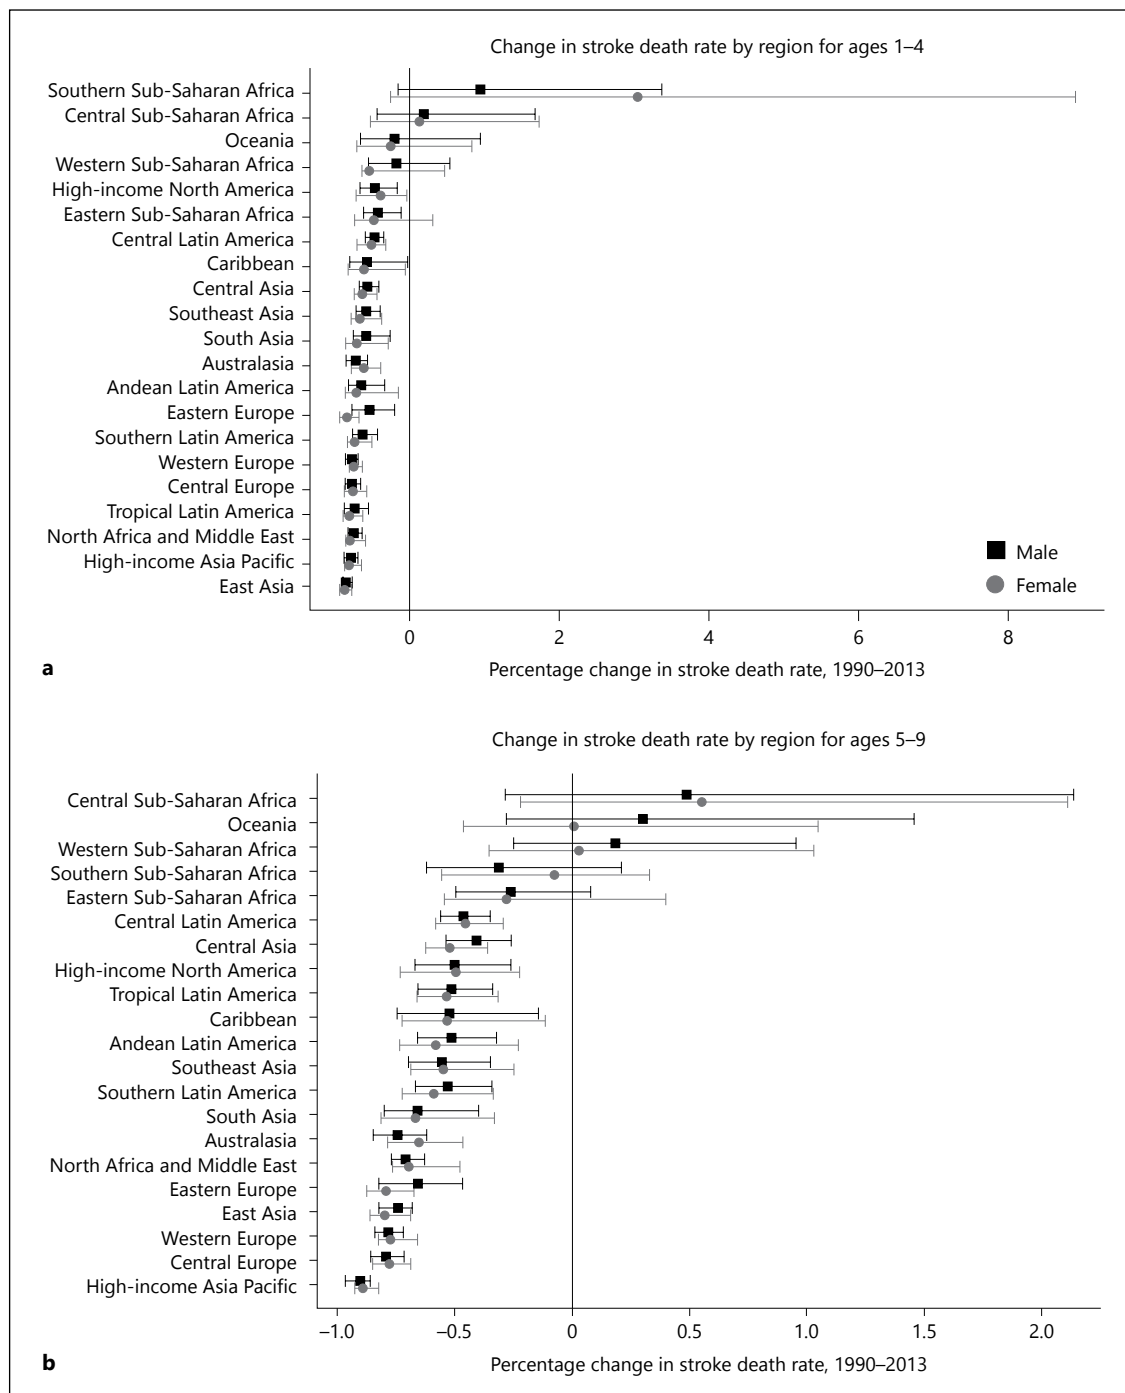 Change in stroke death rate by region for ages 1–4
Southern Sub-Saharan Africa
Central Sub-Saharan Africa
Oceania
Western Sub-Saharan Africa
High-income North America
Eastern Sub-Saharan Africa
Central Latin America
Caribbean
Central Asia
Southeast Asia
South Asia
Australasia
Andean Latin America
Eastern Europe
Southern Latin America
Western Europe
Central Europe
Tropical Latin America
North Africa and Middle East
High-income Asia Pacific
East Asia
Male
Female
0 2 4 6 8
Percentage change in stroke death rate, 1990–2013
a
Change in stroke death rate by region for ages 5–9
Central Sub-Saharan Africa
Oceania
Western Sub-Saharan Africa
Southern Sub-Saharan Africa
Eastern Sub-Saharan Africa
Central Latin America
Central Asia
High-income North America
Tropical Latin America
Caribbean
Andean Latin America
Southeast Asia
Southern Latin America
South Asia
Australasia
North Africa and Middle East
Eastern Europe
East Asia
Western Europe
Central Europe
High-income Asia Pacific
–1.0 –0.5 0 0.5 1.0 1.5 2.0
Percentage change in stroke death rate, 1990–2013
b